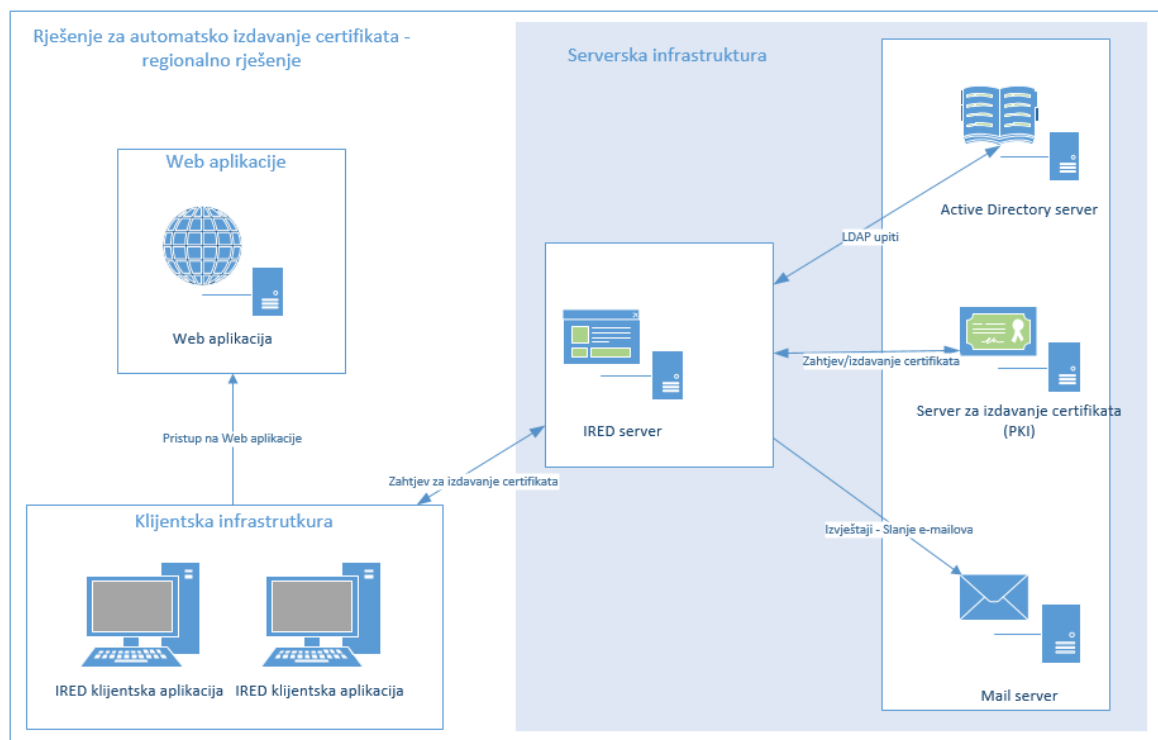 Rješenje za automatsko izdavanje certifikata -
regionalno rješenje
Serverska infrastruktura
Web aplikacije
Web aplikacija
Pristup na Web aplikacije
Klijentska infrastrutkura
IRED klijentska aplikacija
IRED klijentska aplikacija
Zahtjev za izdavanje certifikata
IRED server
LDAP upiti
Zahtjev/izdavanje certifikata
Izvještaji - Slanje e-mailova
Active Directory server
Server za izdavanje certifikata
(PKI)
Mail server